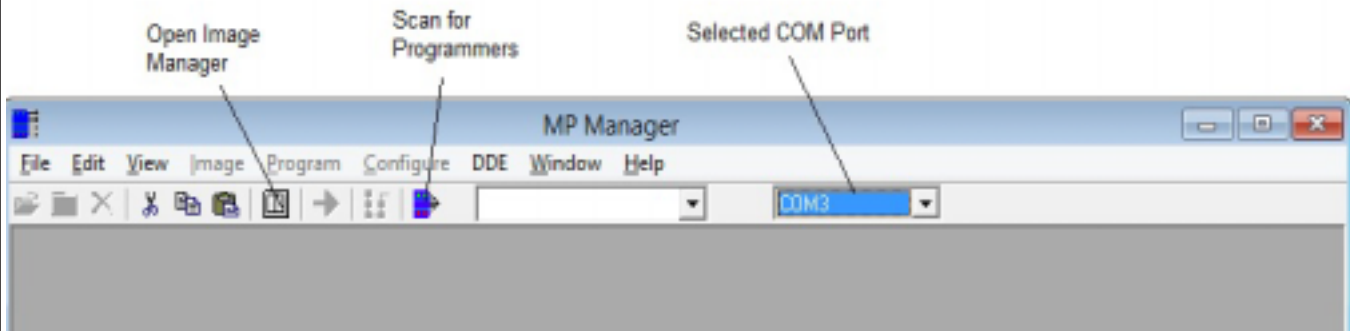 Open Image
Manager
Scan for
Programmers
Selected COM Port
MP Manager
File Edit View Image Program Configure DDE Window Help
COM3